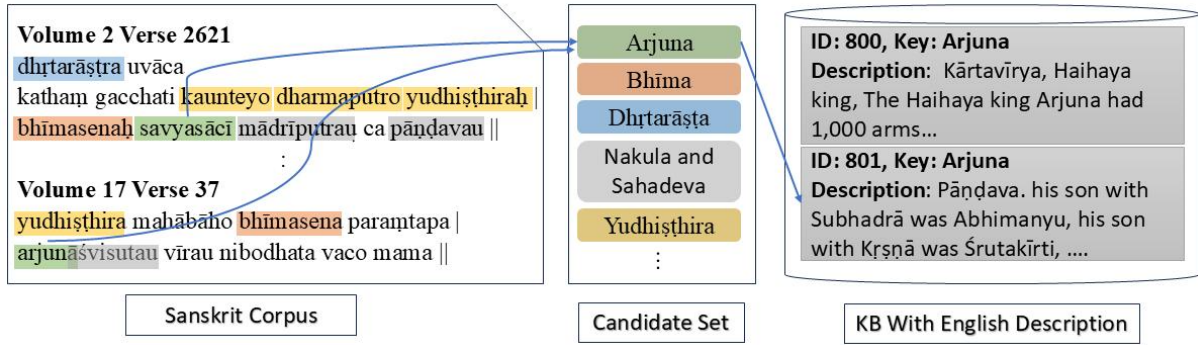 Volume 2 Verse 2621
dhṛtarāṣṭra uvāca
kathaṃ gacchati kaunteyo dharmaputro yudhiṣṭhiraḥ |
bhīmasenaḥ savyasācī mādrīputrau ca pāṇḍavau ||
:
Volume 17 Verse 37
yudhiṣṭhira mahābāho bhīmasena paraṃtapa |
arjunāśvisutau vīrau nibodhata vaco mama ||
Sanskrit Corpus
Arjuna
Bhīma
Dhṛtarāṣṭa
Nakula and
Sahadeva
Yudhiṣṭhira
⋮
Candidate Set
ID: 800, Key: Arjuna
Description: Kārtavīrya, Haihaya
king, The Haihaya king Arjuna had
1,000 arms...
ID: 801, Key: Arjuna
Description: Pāṇḍava. his son with
Subhadrā was Abhimanyu, his son
with Kṛṣṇā was Śrutakīrti, ....
KB With English Description